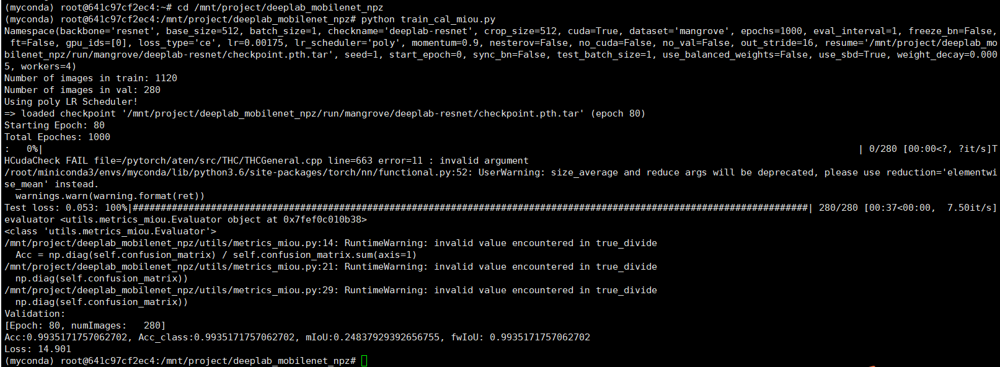 (myconda) root@641c97cf2ec4:~# cd /mnt/project/deeplab_mobilenet_npz
(myconda) root@641c97cf2ec4:/mnt/project/deeplab_mobilenet_npz# python train_cal_miou.py
Namespace(backbone='resnet', base_size=512, batch_size=1, checkname='deeplab-resnet', crop_size=512, cuda=True, dataset='mangrove', epochs=1000, eval_interval=1, freeze_bn=False,
 ft=False, gpu_ids=[0], loss_type='ce', lr=0.00175, lr_scheduler='poly', momentum=0.9, nesterov=False, no_cuda=False, no_val=False, out_stride=16, resume='/mnt/project/deeplab_mo
bilenet_npz/run/mangrove/deeplab-resnet/checkpoint.pth.tar', seed=1, start_epoch=0, sync_bn=False, test_batch_size=1, use_balanced_weights=False, use_sbd=True, weight_decay=0.000
5, workers=4)
Number of images in train: 1120
Number of images in val: 280
Using poly LR Scheduler!
=> loaded checkpoint '/mnt/project/deeplab_mobilenet_npz/run/mangrove/deeplab-resnet/checkpoint.pth.tar' (epoch 80)
Starting Epoch: 80
Total Epoches: 1000
:   0%|                                                                                | 0/280 [00:00<?, ?it/s]T
HCudaCheck FAIL file=/pytorch/aten/src/THC/THCGeneral.cpp line=663 error=11 : invalid argument
/root/miniconda3/envs/myconda/lib/python3.6/site-packages/torch/nn/functional.py:52: UserWarning: size_average and reduce args will be deprecated, please use reduction='elementwi
se_mean' instead.
  warnings.warn(warning.format(ret))
Test loss: 0.053: 100%|#########################################################################################################################| 280/280 [00:37<00:00,  7.50it/s]
evaluator <utils.metrics_miou.Evaluator object at 0x7fef0c010b38>
<class 'utils.metrics_miou.Evaluator'>
/mnt/project/deeplab_mobilenet_npz/utils/metrics_miou.py:14: RuntimeWarning: invalid value encountered in true_divide
  Acc = np.diag(self.confusion_matrix) / self.confusion_matrix.sum(axis=1)
/mnt/project/deeplab_mobilenet_npz/utils/metrics_miou.py:21: RuntimeWarning: invalid value encountered in true_divide
  np.diag(self.confusion_matrix))
/mnt/project/deeplab_mobilenet_npz/utils/metrics_miou.py:29: RuntimeWarning: invalid value encountered in true_divide
  np.diag(self.confusion_matrix))
Validation:
[Epoch: 80, numImages:   280]
Acc:0.9935171757062702, Acc_class:0.9935171757062702, mIoU:0.24837929392656755, fwIoU: 0.9935171757062702
Loss: 14.901
(myconda) root@641c97cf2ec4:/mnt/project/deeplab_mobilenet_npz#